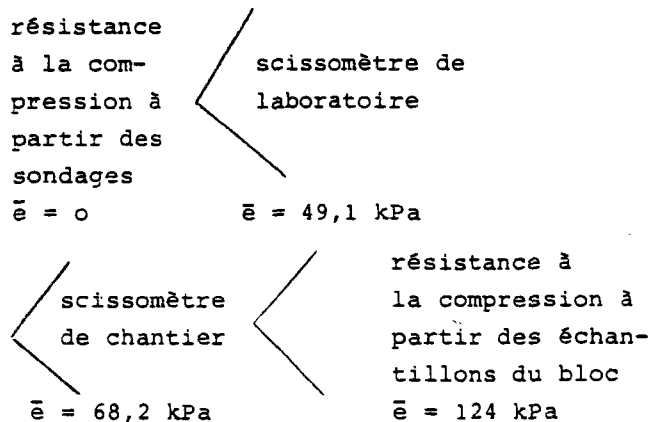 résistance
à la com-
pression à
partir des
sondages
ē = o
scissomètre de
laboratoire
ē = 49,1 kPa
scissomètre
de chantier
ē = 68,2 kPa
résistance à
la compression à
partir des échan-
tillons du bloc
ē = 124 kPa